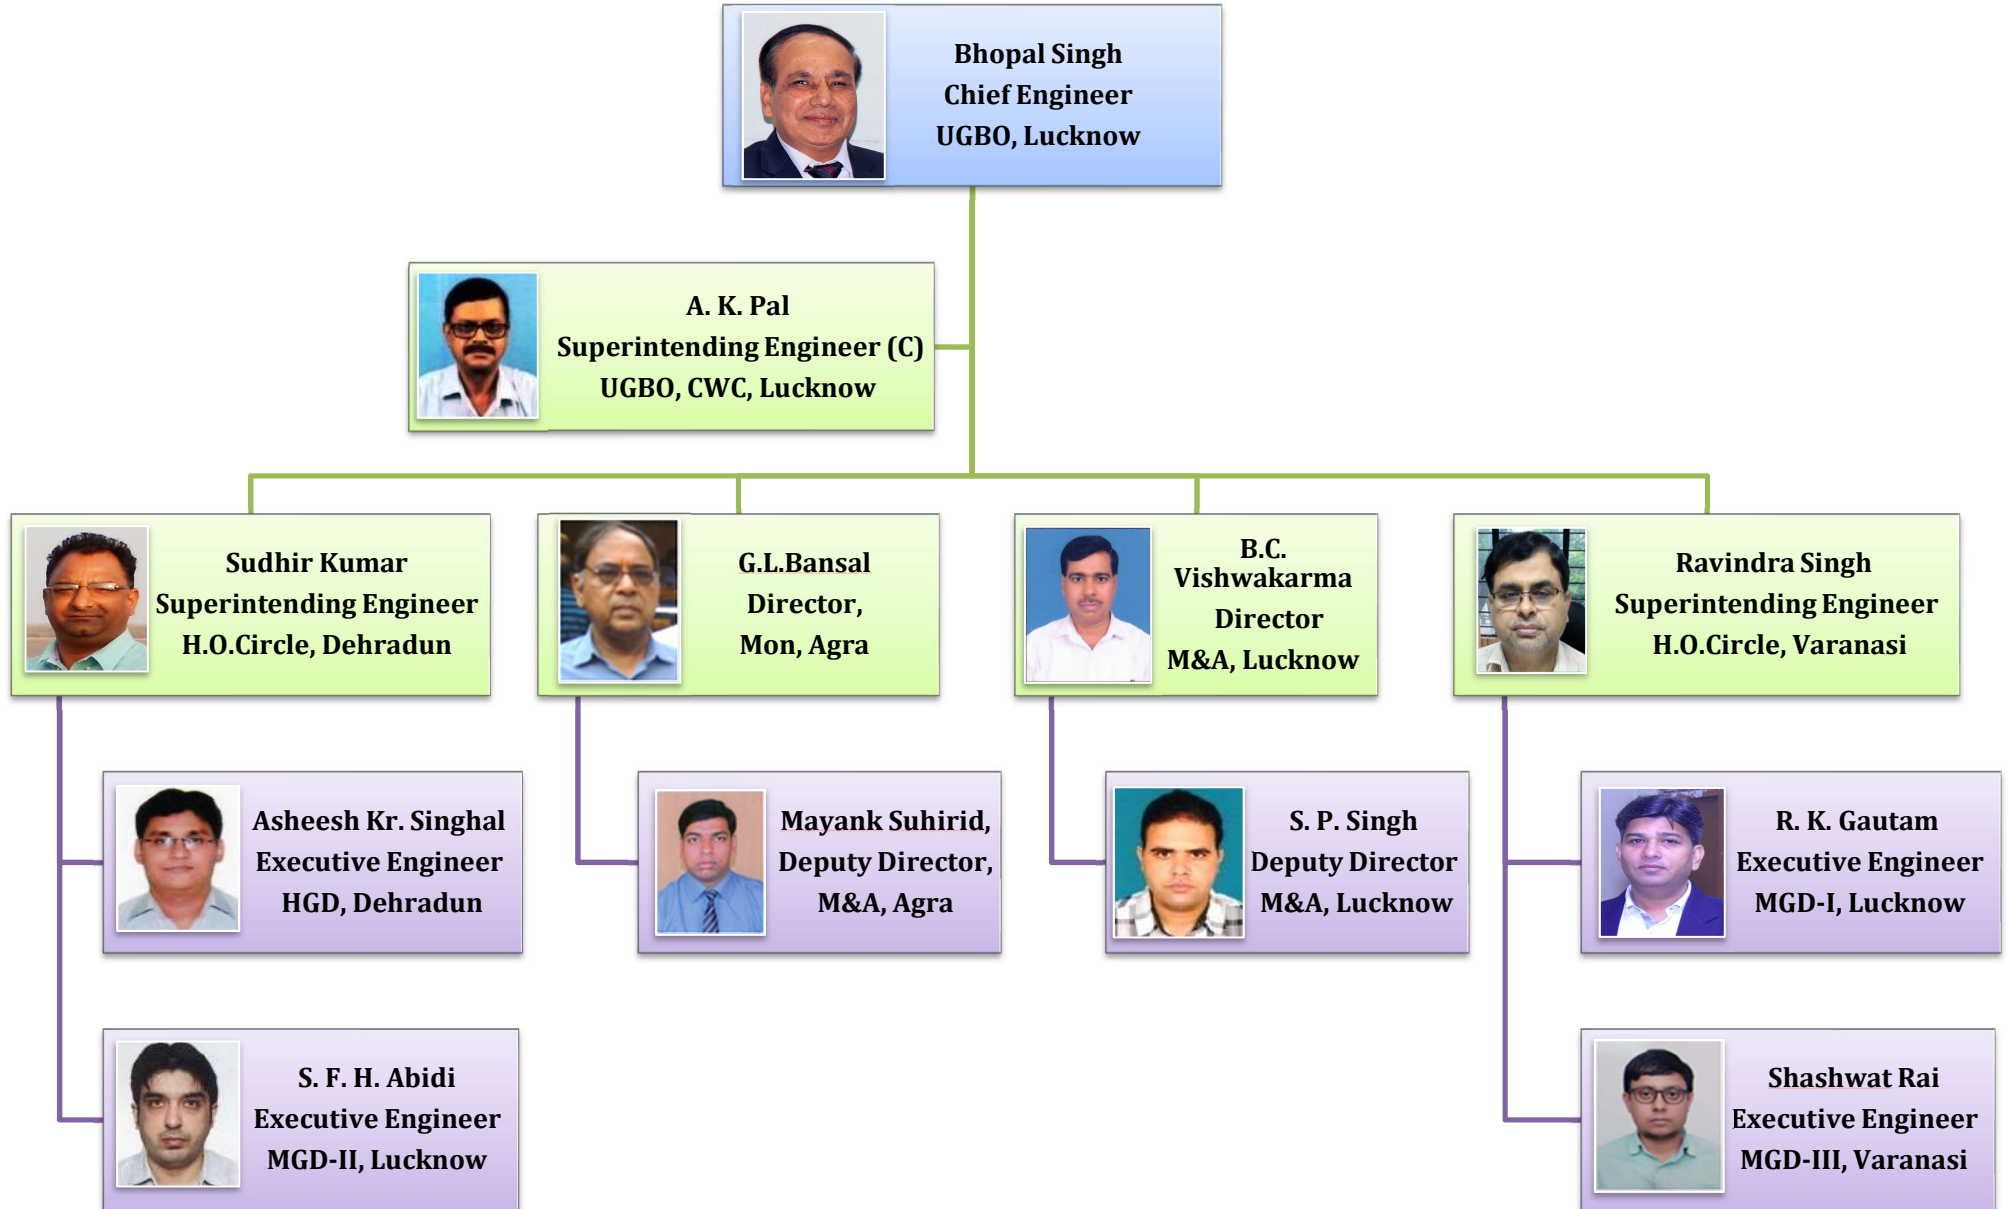 Bhopal Singh
Chief Engineer
UGBO, Lucknow
A. K. Pal
Superintending Engineer (C)
UGBO, CWC, Lucknow
Sudhir Kumar
Superintending Engineer
H.O.Circle, Dehradun
G.L.Bansal
Director,
Mon, Agra
B.C.
Vishwakarma
Director
M&A, Lucknow
Ravindra Singh
Superintending Engineer
H.O.Circle, Varanasi
Asheesh Kr. Singhal
Executive Engineer
HGD, Dehradun
Mayank Suhirid,
Deputy Director,
M&A, Agra
S. P. Singh
Deputy Director
M&A, Lucknow
R. K. Gautam
Executive Engineer
MGD-I, Lucknow
S. F. H. Abidi
Executive Engineer
MGD-II, Lucknow
Shashwat Rai
Executive Engineer
MGD-III, Varanasi